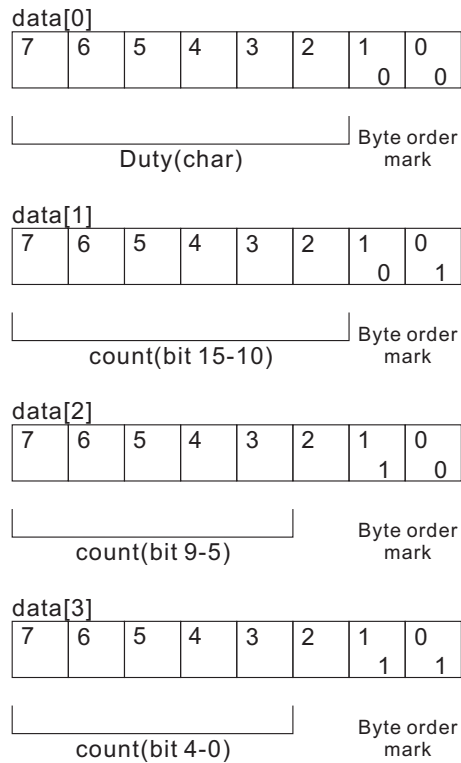 data[0]
7 6 5 4 3 2 1 0
0 0
Duty(char)
Byte order
mark
data[1]
7 6 5 4 3 2 1 0
0 1
count(bit 15-10)
Byte order
mark
data[2]
7 6 5 4 3 2 1 0
1 0
count(bit 9-5)
Byte order
mark
data[3]
7 6 5 4 3 2 1 0
1 1
count(bit 4-0)
Byte order
mark